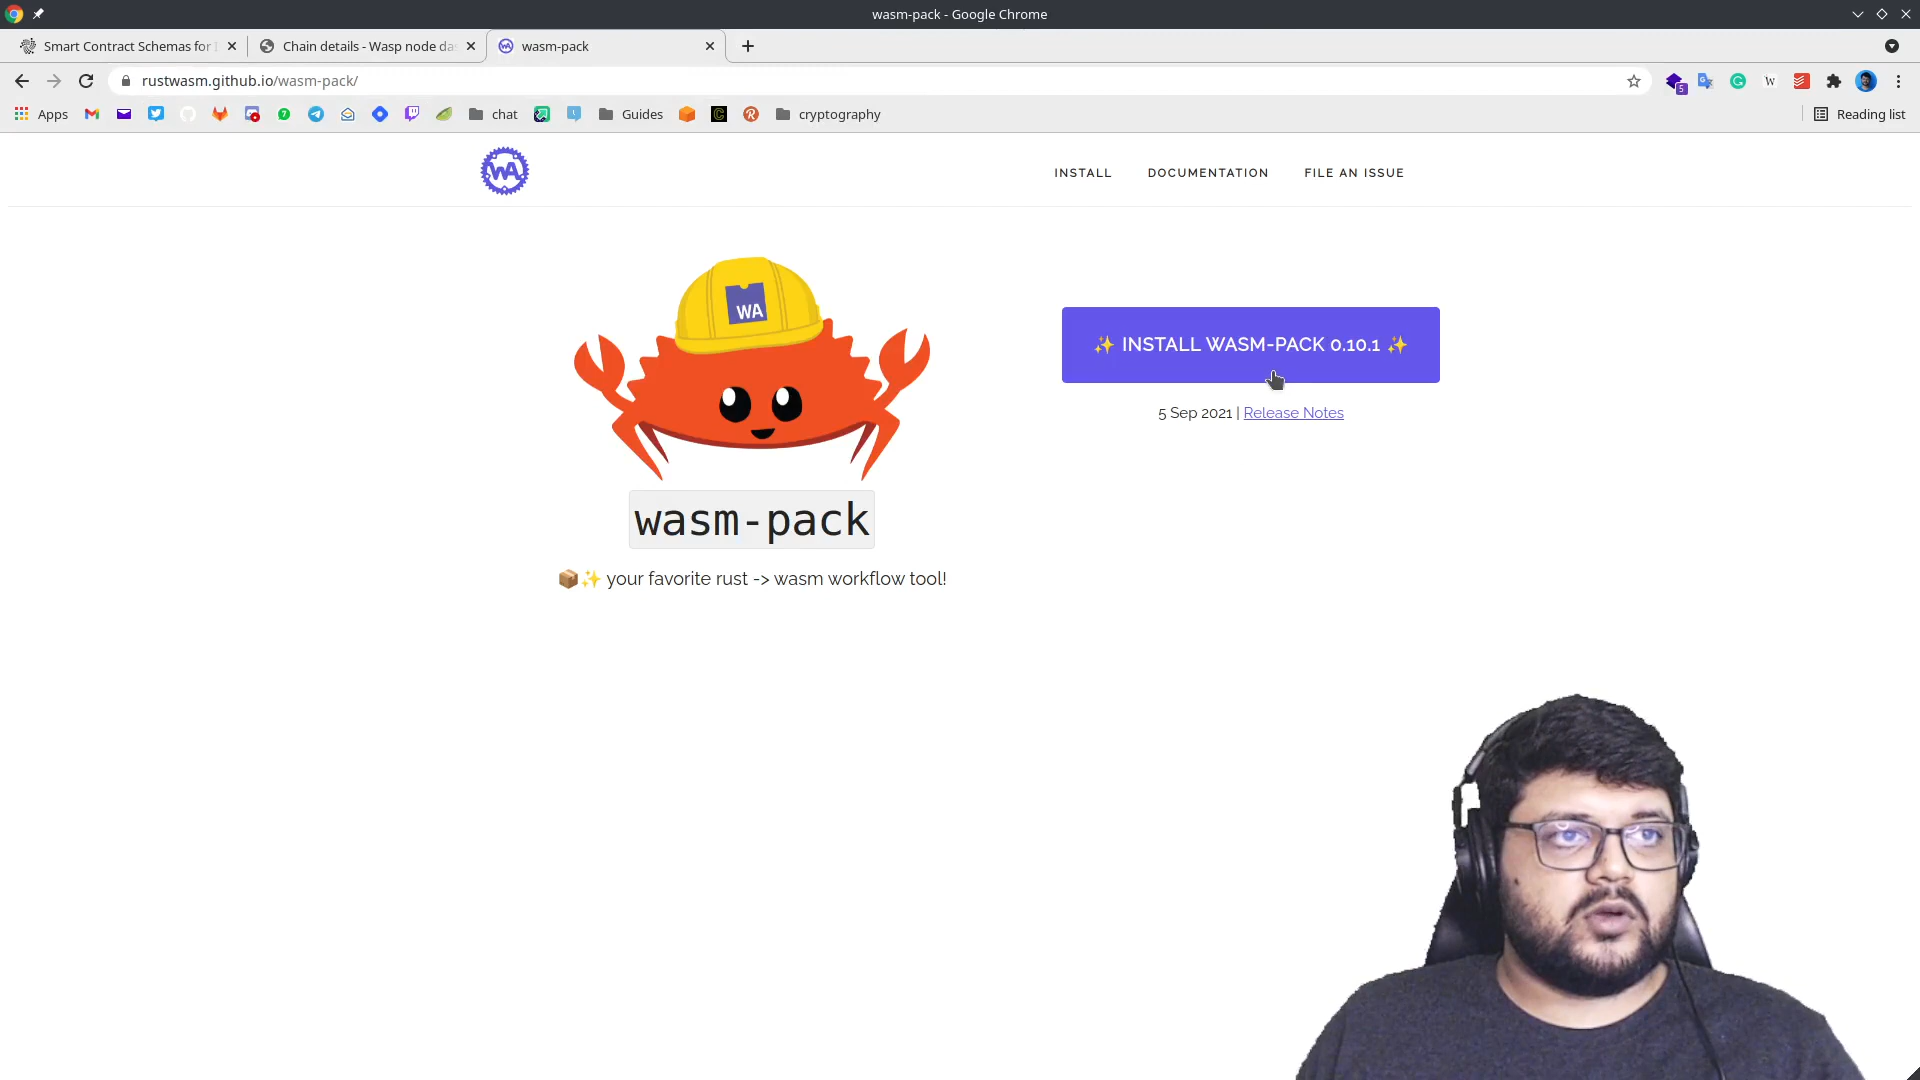 wasm-pack - Google Chrome
Smart Contract Schemas for
Chain details - Wasp node da
wasm-pack
rustwasm.github.io/wasm-pack/
5
Apps
chat
Guides
cryptography
Reading list
WA
INSTALL
DOCUMENTATION
FILE AN ISSUE
WA
✨ INSTALL WASM-PACK 0.10.1 ✨
5 Sep 2021 | Release Notes
wasm-pack
📦✨ your favorite rust -> wasm workflow tool!